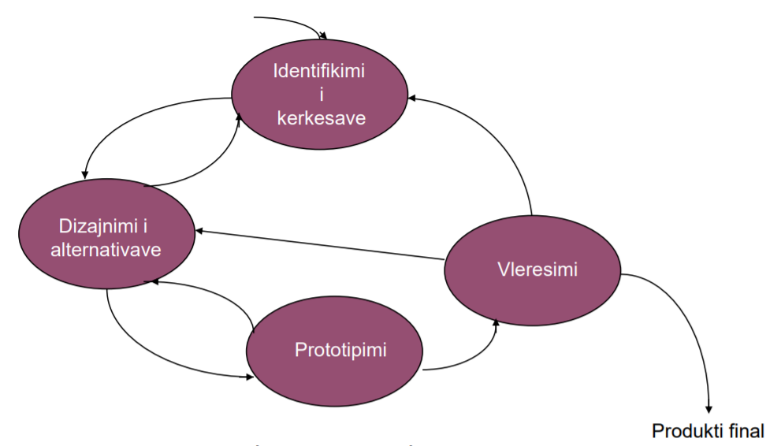 Identifikimi
i
kerkesave
Dizajnimi i
alternativave
Vleresimi
Prototipimi
Produkti final